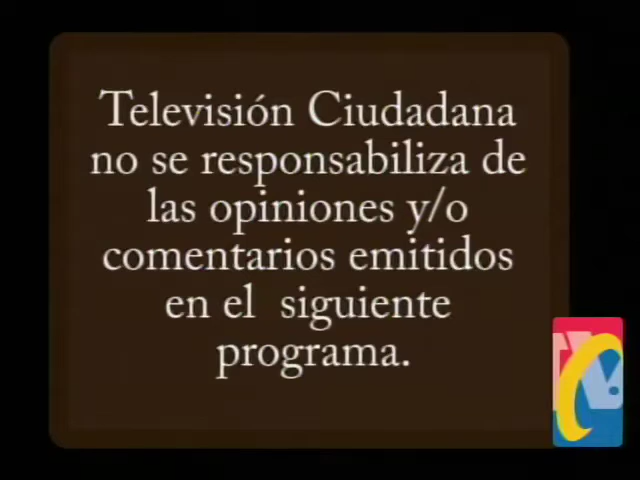 Televisión Ciudadana
no se responsabiliza de
las opiniones y/o
comentarios emitidos
en el siguiente
programa.